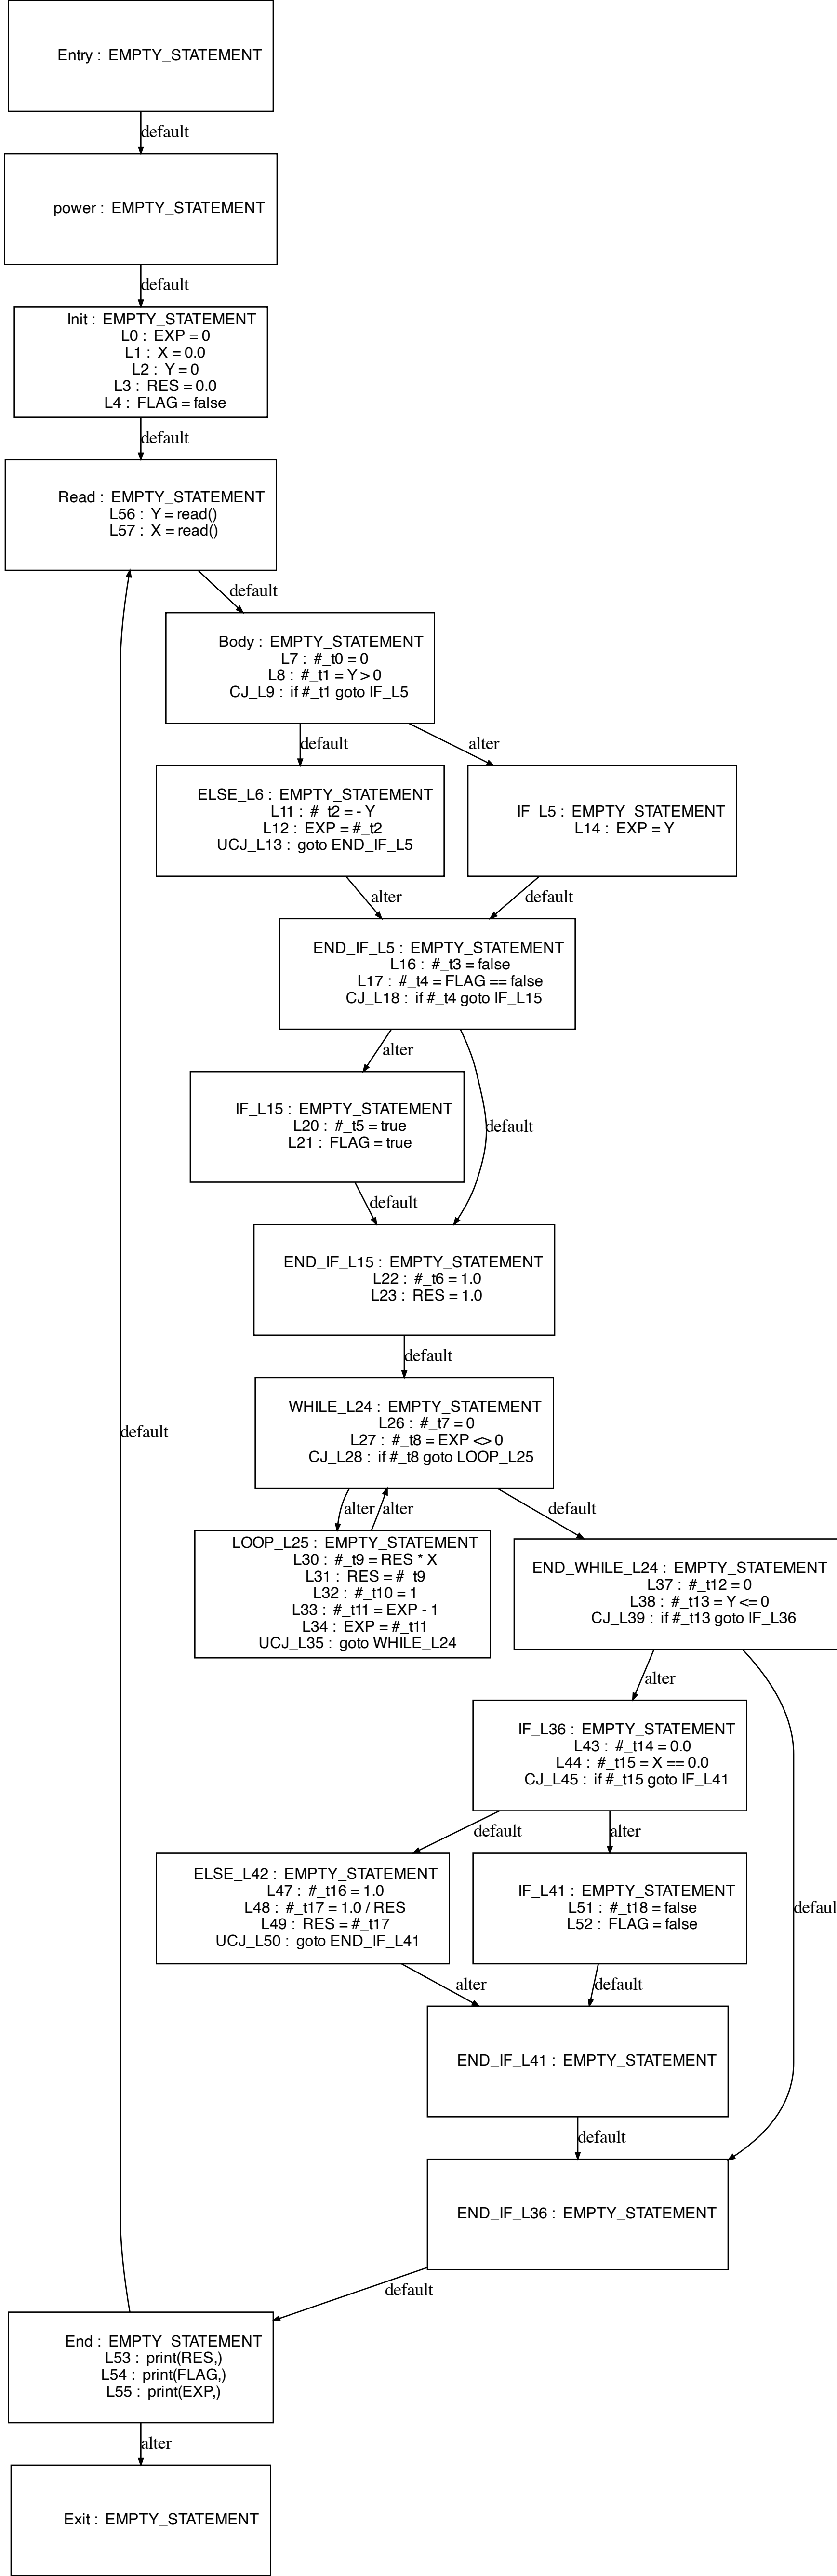 Entry : EMPTY_STATEMENT
default
power : EMPTY_STATEMENT
default
Init : EMPTY_STATEMENT
L0 : EXP = 0
L1 : X = 0.0
L2 : Y = 0
L3 : RES = 0.0
L4 : FLAG = false
default
Read : EMPTY_STATEMENT
L56 : Y = read()
L57 : X = read()
default
Body : EMPTY_STATEMENT
L7 : #_t0 = 0
L8 : #_t1 = Y > 0
CJ_L9 : if #_t1 goto IF_L5
default
alter
ELSE_L6 : EMPTY_STATEMENT
L11 : #_t2 = - Y
L12 : EXP = #_t2
UCJ_L13 : goto END_IF_L5
IF_L5 : EMPTY_STATEMENT
L14 : EXP = Y
alter
default
END_IF_L5 : EMPTY_STATEMENT
L16 : #_t3 = false
L17 : #_t4 = FLAG == false
CJ_L18 : if #_t4 goto IF_L15
alter
default
IF_L15 : EMPTY_STATEMENT
L20 : #_t5 = true
L21 : FLAG = true
default
END_IF_L15 : EMPTY_STATEMENT
L22 : #_t6 = 1.0
L23 : RES = 1.0
default
WHILE_L24 : EMPTY_STATEMENT
L26 : #_t7 = 0
L27 : #_t8 = EXP <> 0
CJ_L28 : if #_t8 goto LOOP_L25
default
alter
alter
default
LOOP_L25 : EMPTY_STATEMENT
L30 : #_t9 = RES * X
L31 : RES = #_t9
L32 : #_t10 = 1
L33 : #_t11 = EXP - 1
L34 : EXP = #_t11
UCJ_L35 : goto WHILE_L24
END_WHILE_L24 : EMPTY_STATEMENT
L37 : #_t12 = 0
L38 : #_t13 = Y <= 0
CJ_L39 : if #_t13 goto IF_L36
alter
IF_L36 : EMPTY_STATEMENT
L43 : #_t14 = 0.0
L44 : #_t15 = X == 0.0
CJ_L45 : if #_t15 goto IF_L41
default
alter
ELSE_L42 : EMPTY_STATEMENT
L47 : #_t16 = 1.0
L48 : #_t17 = 1.0 / RES
L49 : RES = #_t17
UCJ_L50 : goto END_IF_L41
IF_L41 : EMPTY_STATEMENT
L51 : #_t18 = false
L52 : FLAG = false
defaul
alter
default
END_IF_L41 : EMPTY_STATEMENT
default
END_IF_L36 : EMPTY_STATEMENT
default
End : EMPTY_STATEMENT
L53 : print(RES,)
L54 : print(FLAG,)
L55 : print(EXP,)
alter
Exit : EMPTY_STATEMENT